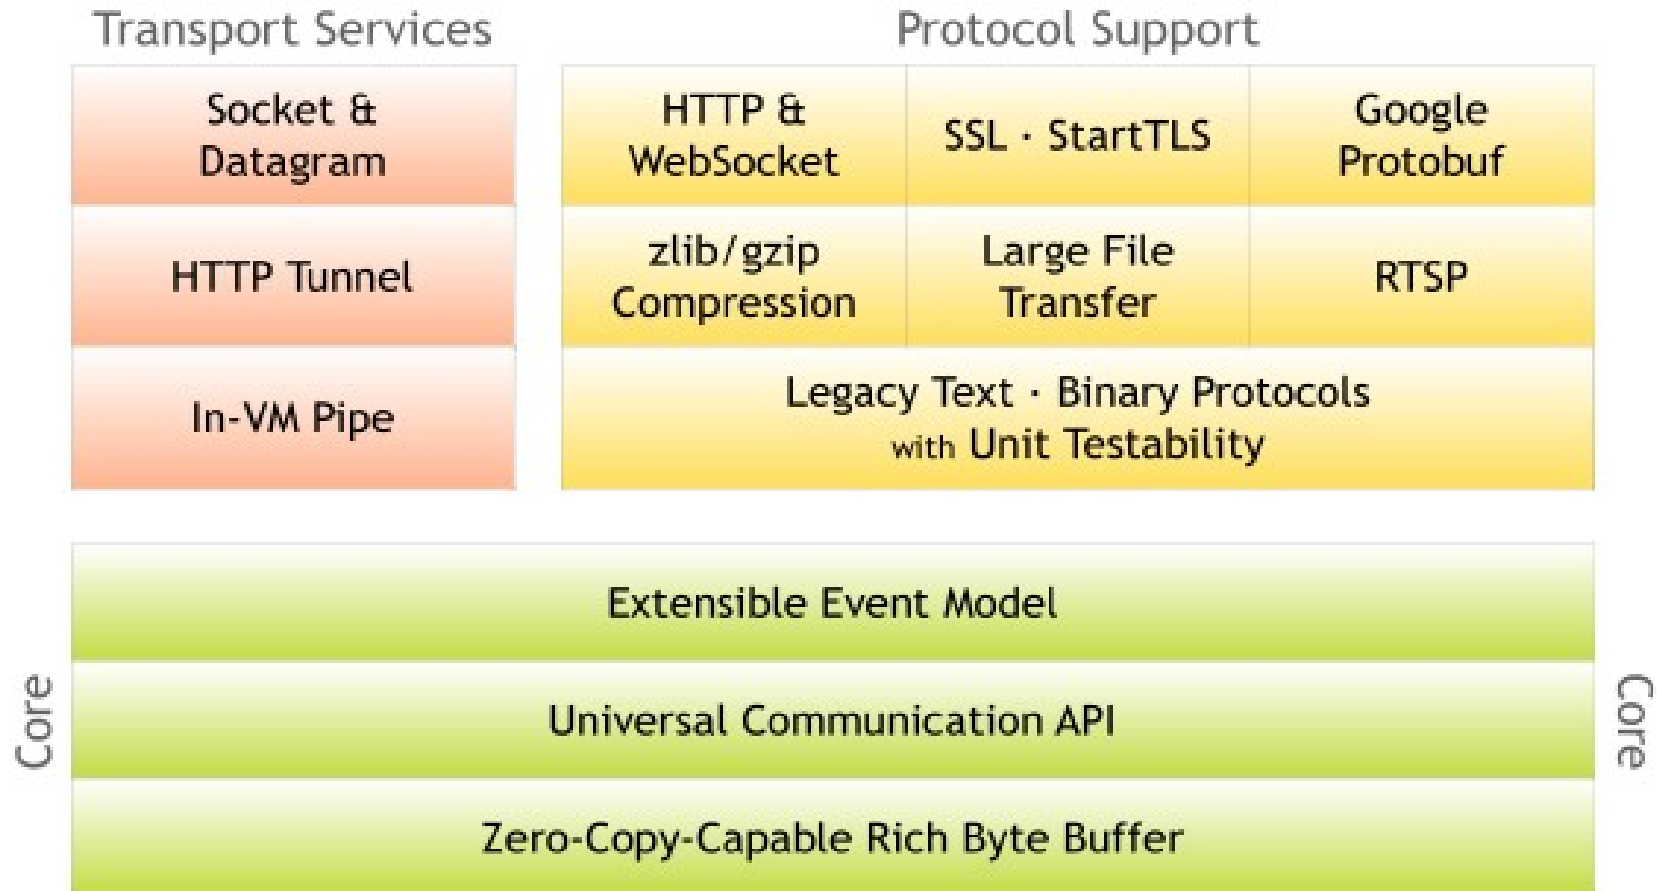 Transport Services
Socket &
Datagram
HTTP Tunnel
In-VM Pipe
Protocol Support
HTTP &
WebSocket
SSL · StartTLS
Google
Protobuf
zlib/gzip
Compression
Large File
Transfer
RTSP
Legacy Text · Binary Protocols
with Unit Testability
Core
Extensible Event Model
Universal Communication API
Zero-Copy-Capable Rich Byte Buffer
Core